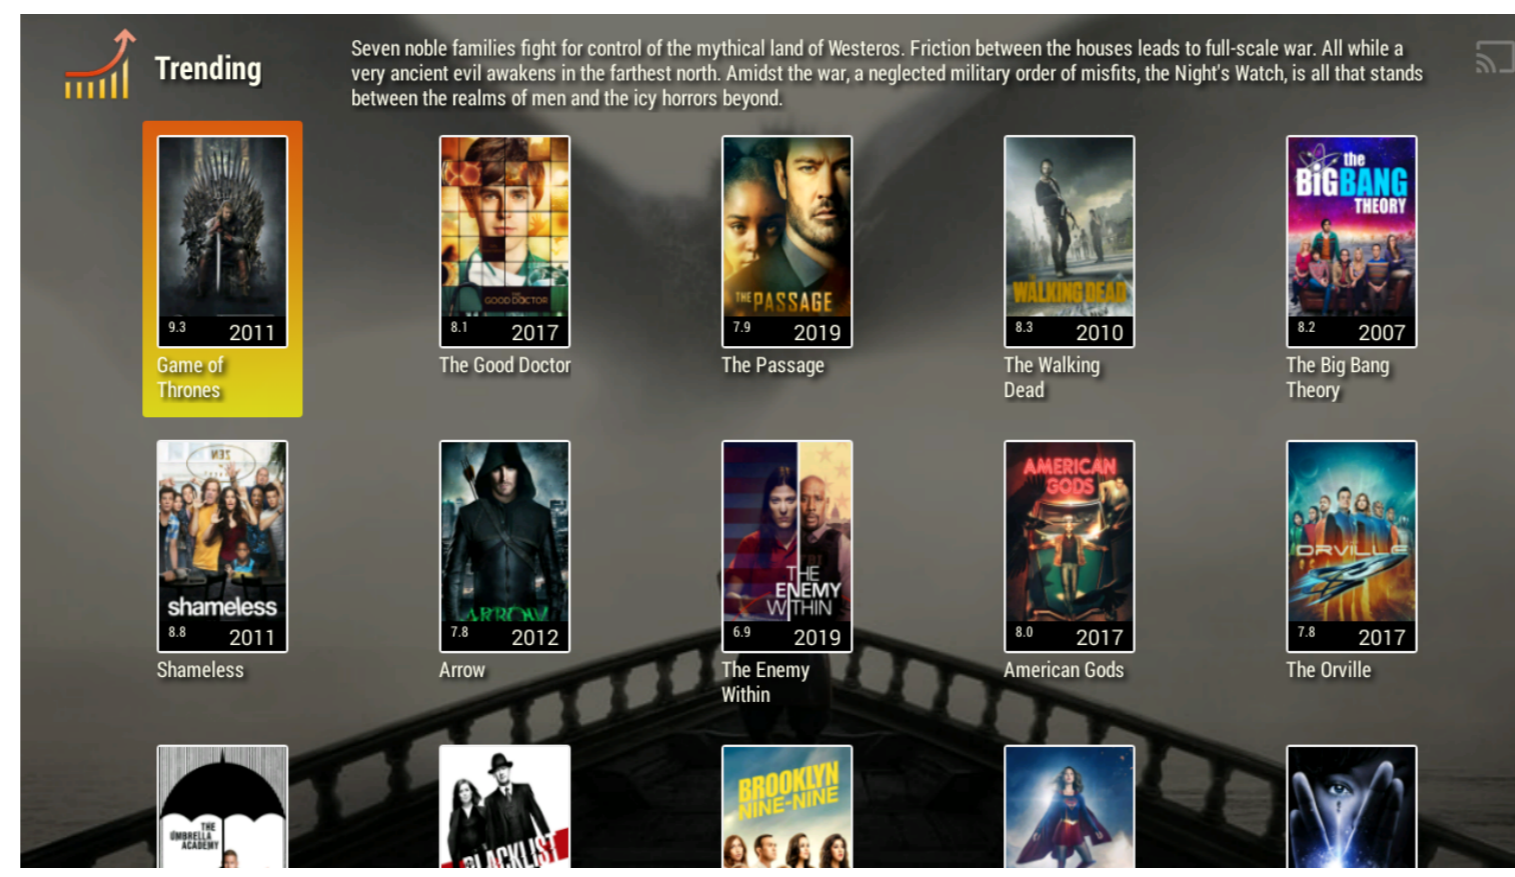 Trending
Seven noble families fight for control of the mythical land of Westeros. Friction between the houses leads to full-scale war. All while a
very ancient evil awakens in the farthest north. Amidst the war, a neglected military order of misfits, the Night's Watch, is all that stands
between the realms of men and the icy horrors beyond.
THE
GOOD DOCTOR
THE PASSAGE
THE
WALKING DEAD
the
BiG BANG
THEORY
9.3 2011
8.1 2017
7.9 2019
8.3 2010
8.2 2007
Game of
Thrones
The Good Doctor
The Passage
The Walking
Dead
The Big Bang
Theory
shameless
ARROW
THE
ENEMY
WITHIN
AMERICAN
GODS
ORVILLE
8.8 2011
7.8 2012
6.9 2019
8.0 2017
7.8 2017
Shameless
Arrow
The Enemy
Within
American Gods
The Orville
THE
UMBRELLA
ACADEMY
BLACKLIST
BROOKLYN
NINE-NINE